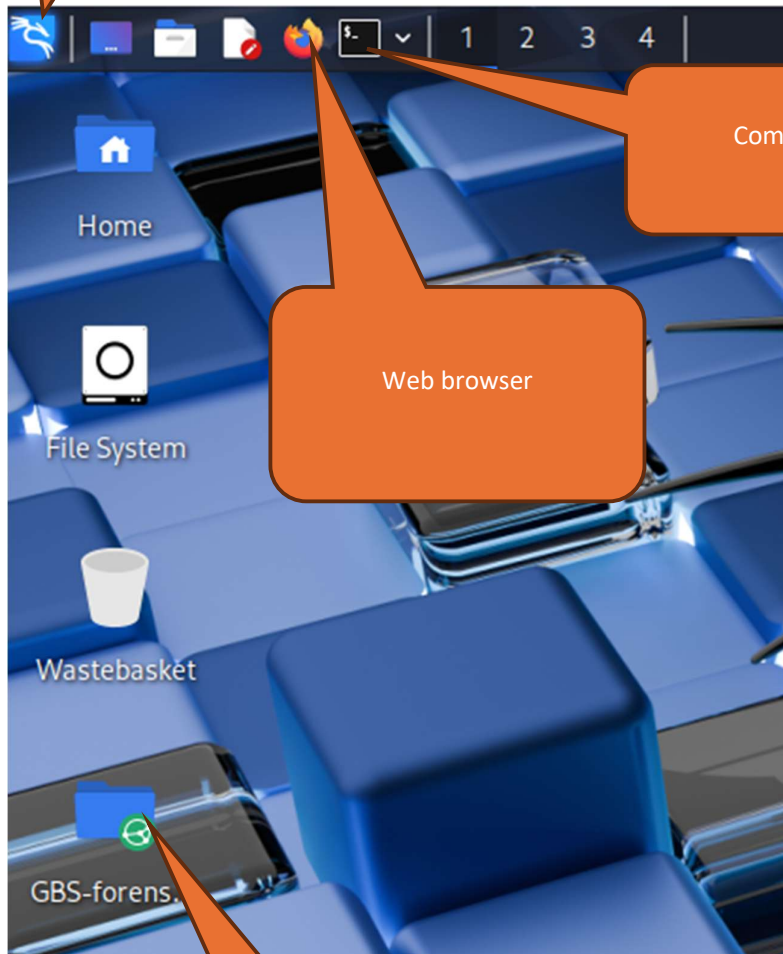 $_
1 2 3 4
Com
Home
Web browser
File System
Wastebasket
GBS-forens.